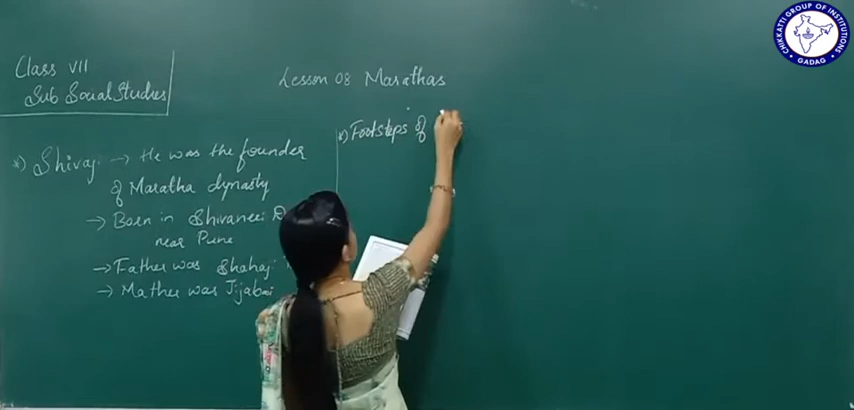 Class VII
Sub Social Studies
Lesson 08 Marathas
*) Shivaji → He was the founder
of Maratha dynasty
→ Born in Shivaneri
near Pune
→ Father was Shahaji
→ Mather was Jijabai
*) Footsteps of
CHIKKATTI GROUP OF INSTITUTIONS
GADAG